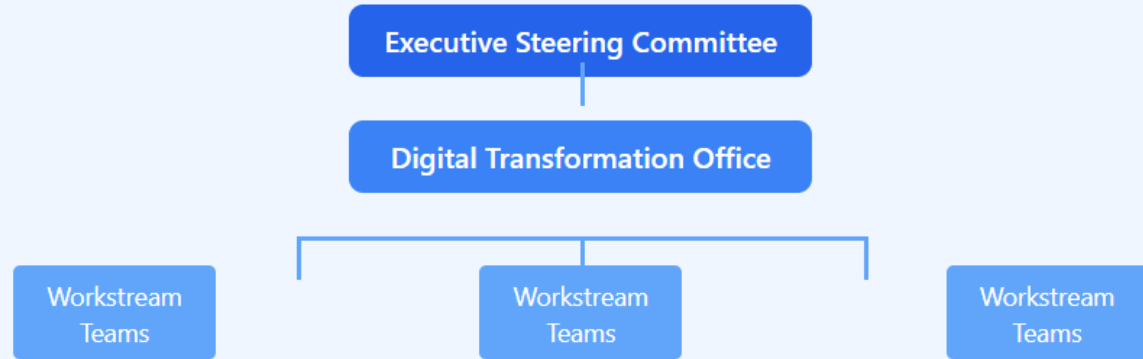 Executive Steering Committee
Digital Transformation Office
Workstream
Teams
Workstream
Teams
Workstream
Teams